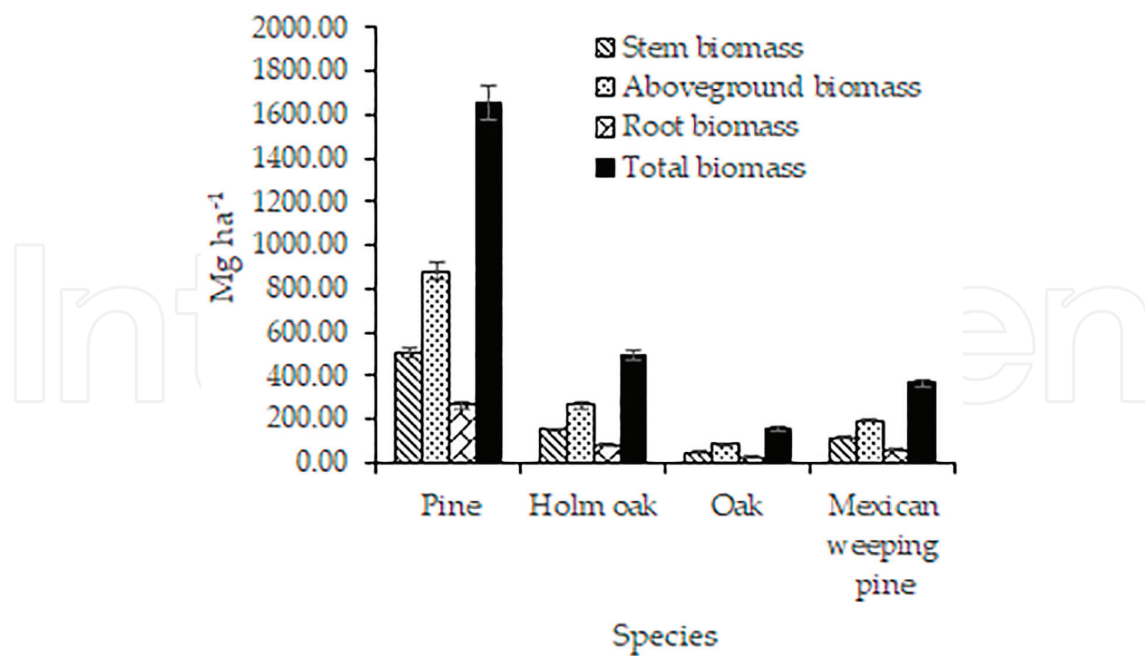 2000.00
1800.00
1600.00
1400.00
1200.00
1000.00
800.00
600.00
400.00
200.00
0.00
Mg ha⁻¹
Stem biomass
Aboveground biomass
Root biomass
Total biomass
Pine
Holm oak
Oak
Mexican
weeping
pine
Species
Int
en